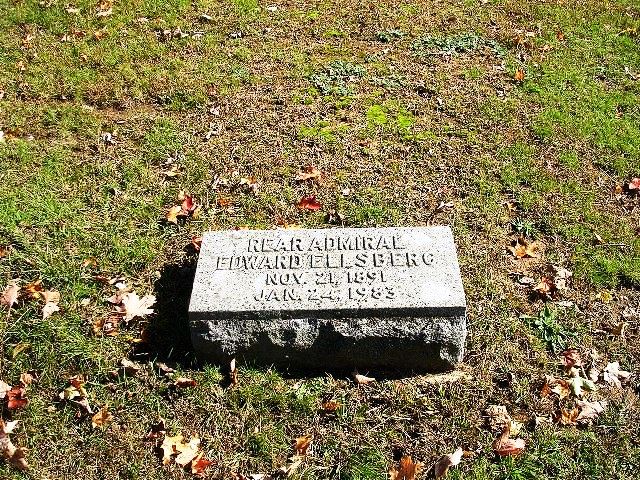 REAR ADMIRAL
EDWARD ELLSBERG
NOV. 21, 1891
JAN. 24, 1983